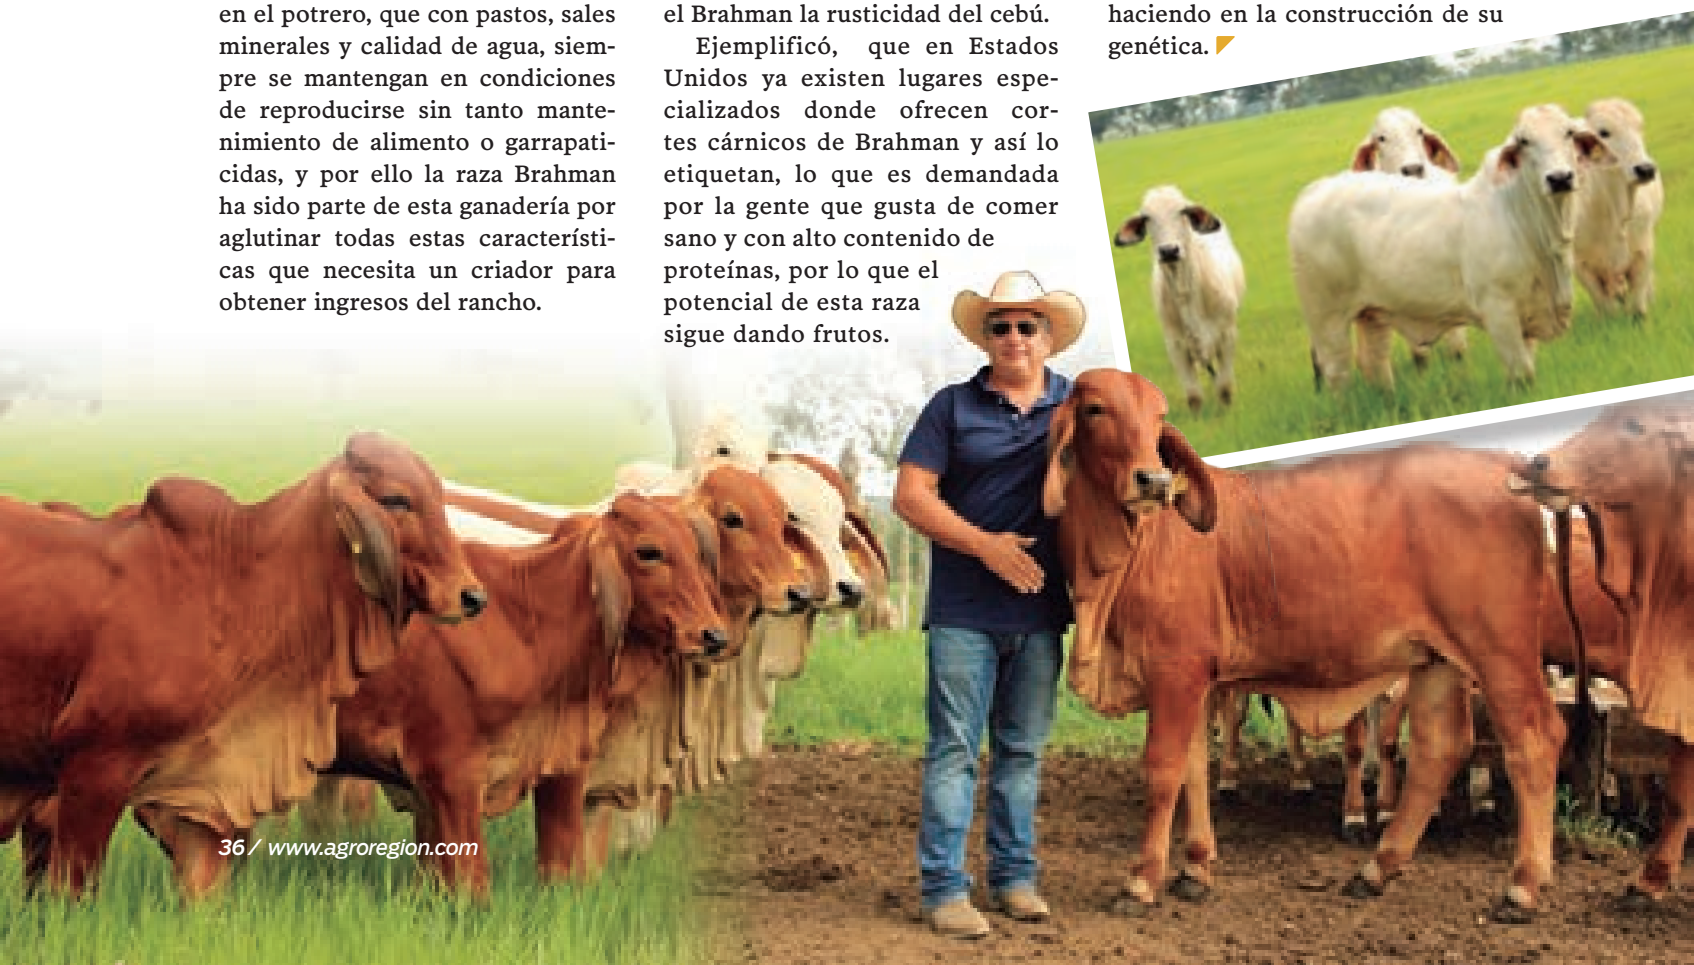 en el potrero, que con pastos, sales
minerales y calidad de agua, siem-
pre se mantengan en condiciones
de reproducirse sin tanto mante-
nimiento de alimento o garrapati-
cidas, y por ello la raza Brahman
ha sido parte de esta ganadería por
aglutinar todas estas característi-
cas que necesita un criador para
obtener ingresos del rancho.
el Brahman la rusticidad del cebú.
Ejemplificó, que en Estados
Unidos ya existen lugares espe-
cializados donde ofrecen cor-
tes cárnicos de Brahman y así lo
etiquetan, lo que es demandada
por la gente que gusta de comer
sano y con alto contenido de
proteínas, por lo que el
potencial de esta raza
sigue dando frutos.
haciendo en la construcción de su
genética.
36 / www.agroregion.com